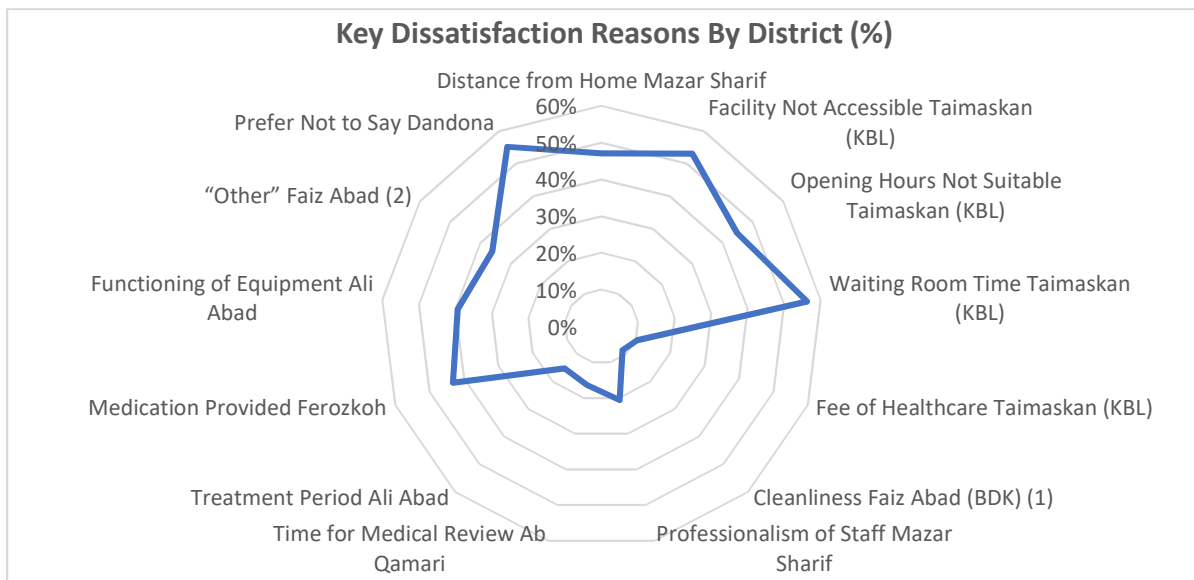 Key Dissatisfaction Reasons By District (%)
Distance from Home Mazar Sharif
Facility Not Accessible Taimaskan
(KBL)
Opening Hours Not Suitable
Taimaskan (KBL)
Waiting Room Time Taimaskan
(KBL)
Fee of Healthcare Taimaskan (KBL)
Cleanliness Faiz Abad (BDK) (1)
Professionalism of Staff Mazar
Sharif
Time for Medical Review Ab
Qamari
Treatment Period Ali Abad
Medication Provided Ferozkoh
Functioning of Equipment Ali
Abad
“Other” Faiz Abad (2)
Prefer Not to Say Dandona
60%
50%
40%
30%
20%
10%
0%